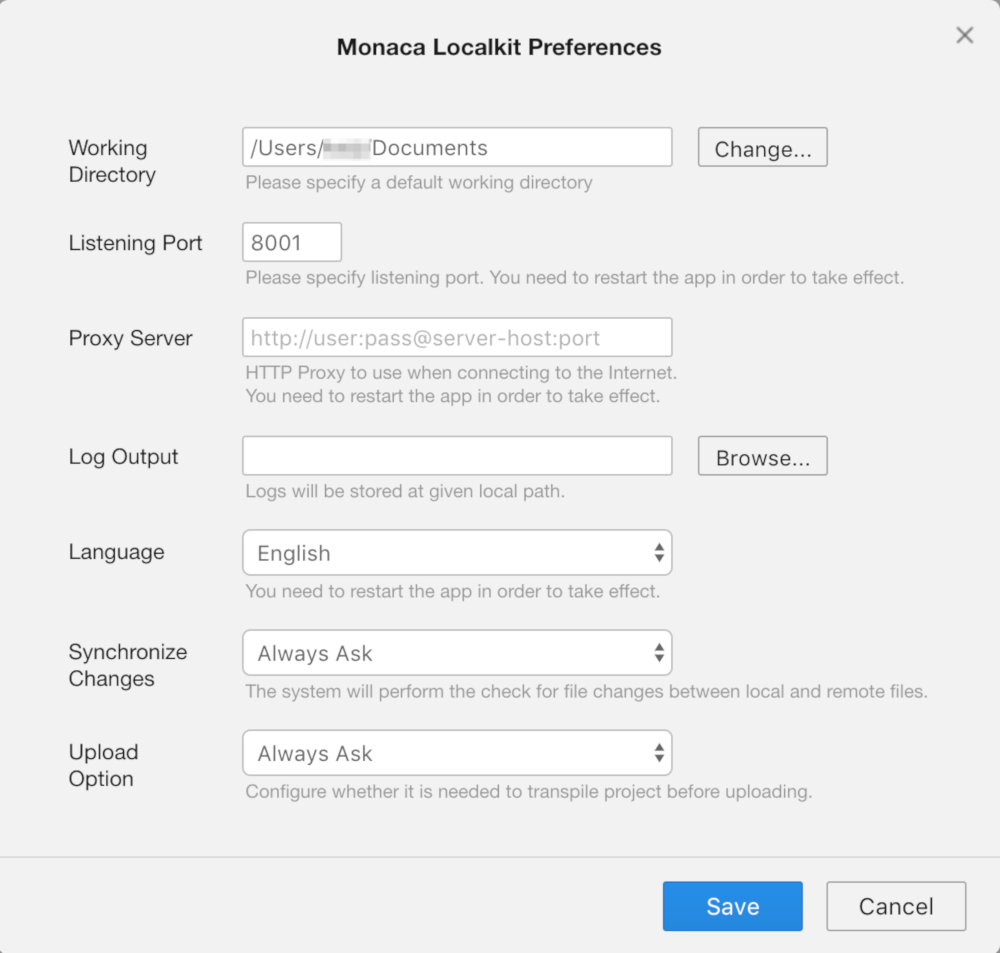 Monaca Localkit Preferences
Working
Directory
/Users/ /Documents
Change...
Please specify a default working directory
Listening Port
8001
Please specify listening port. You need to restart the app in order to take effect.
Proxy Server
http://user:pass@server-host:port
HTTP Proxy to use when connecting to the Internet.
You need to restart the app in order to take effect.
Log Output
Browse...
Logs will be stored at given local path.
Language
English
You need to restart the app in order to take effect.
Synchronize
Changes
Always Ask
The system will perform the check for file changes between local and remote files.
Upload
Option
Always Ask
Configure whether it is needed to transpile project before uploading.
Save
Cancel